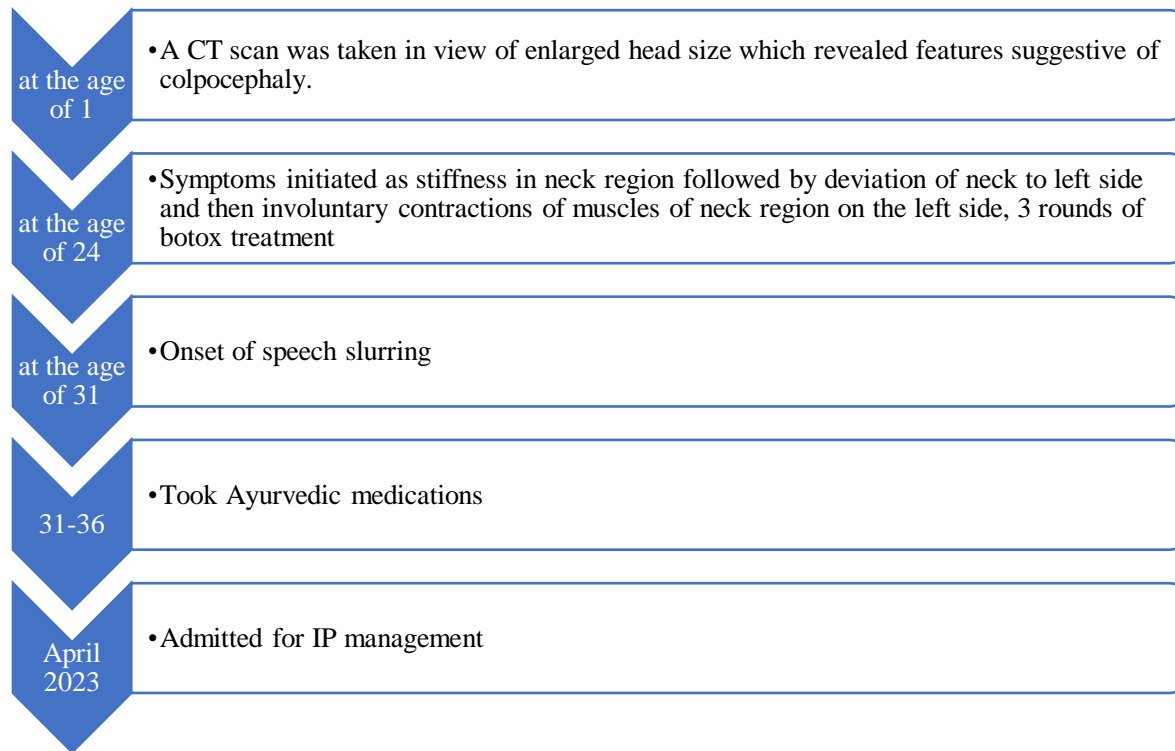 at the age
of 1
•A CT scan was taken in view of enlarged head size which revealed features suggestive of
colpocephaly.
at the age
of 24
•Symptoms initiated as stiffness in neck region followed by deviation of neck to left side
and then involuntary contractions of muscles of neck region on the left side, 3 rounds of
botox treatment
at the age
of 31
•Onset of speech slurring
31-36
•Took Ayurvedic medications
April
2023
•Admitted for IP management